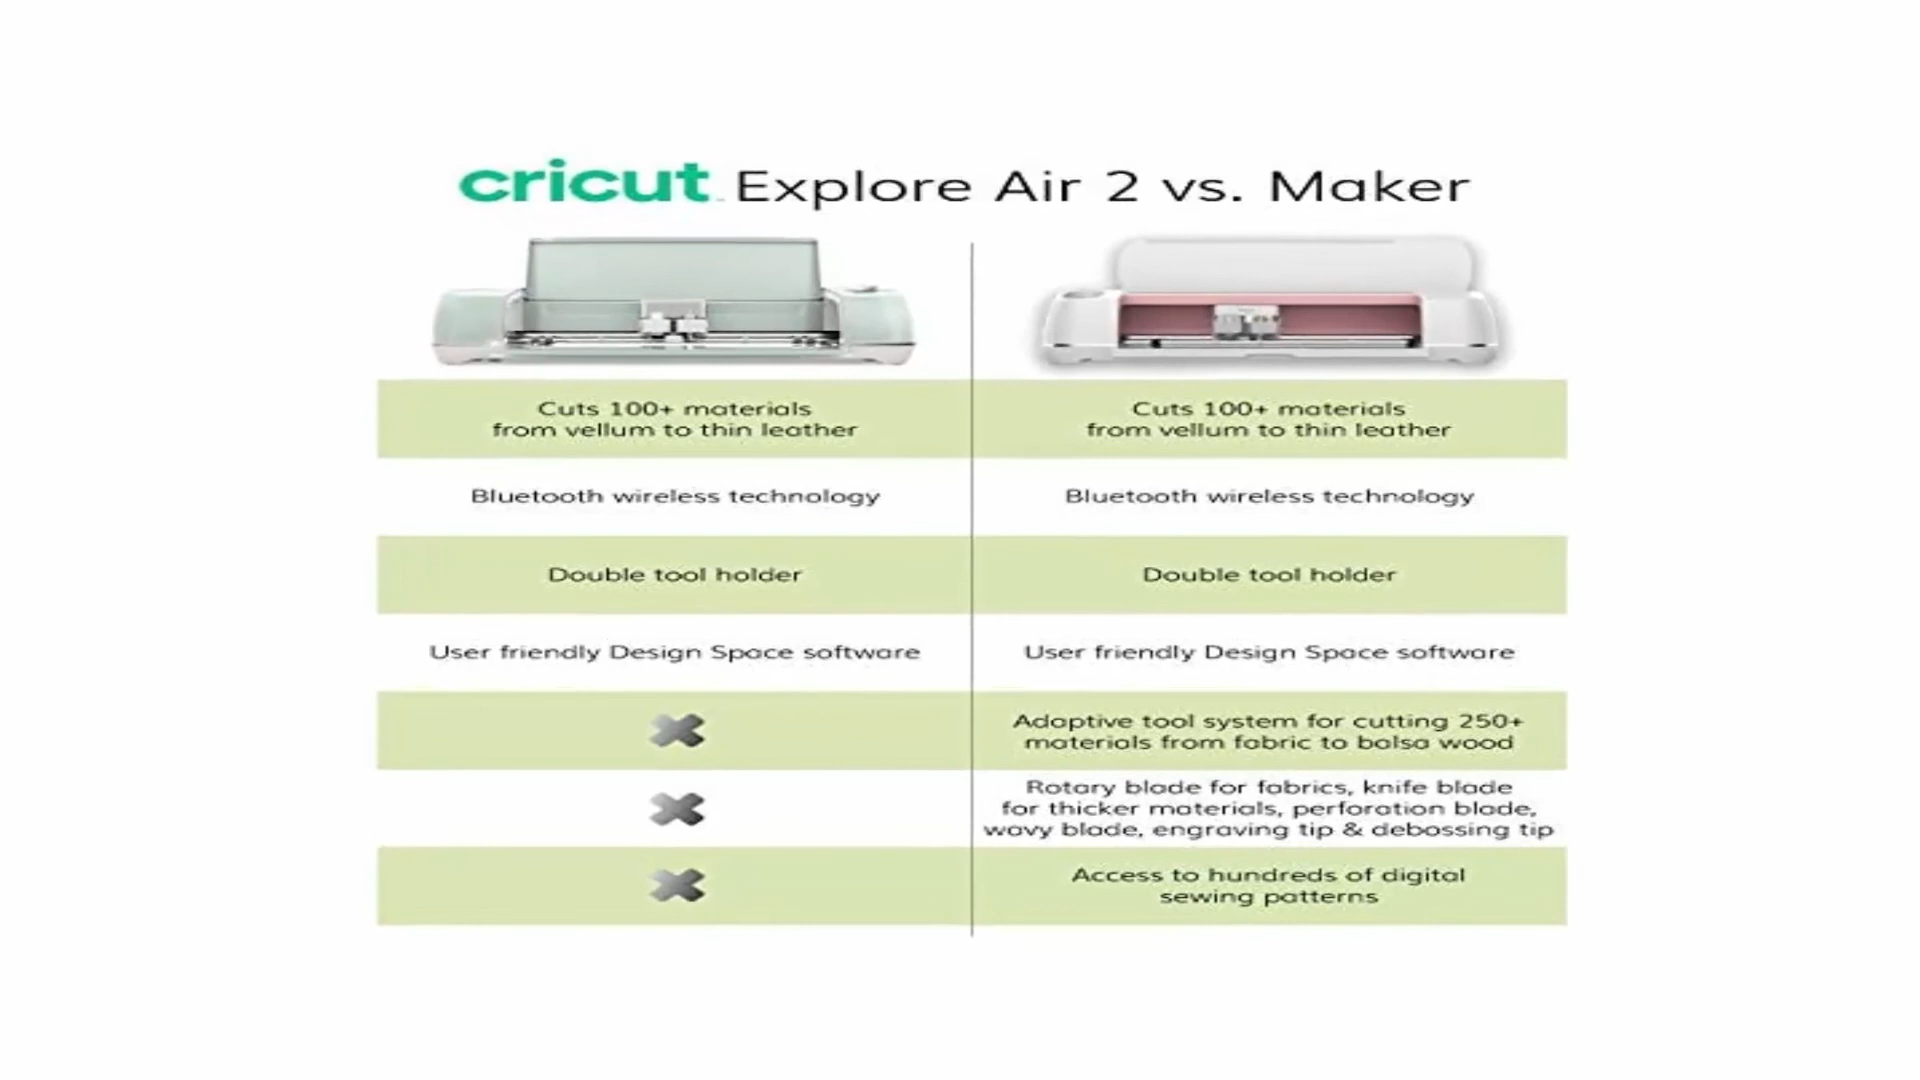 cricut Explore Air 2 vs. Maker
Cuts 100+ materials
from vellum to thin leather
Cuts 100+ materials
from vellum to thin leather
Bluetooth wireless technology
Bluetooth wireless technology
Double tool holder
Double tool holder
User friendly Design Space software
User friendly Design Space software
Adaptive tool system for cutting 250+
materials from fabric to balsa wood
Rotary blade for fabrics, knife blade
for thicker materials, perforation blade,
wavy blade, engraving tip & debossing tip
Access to hundreds of digital
sewing patterns